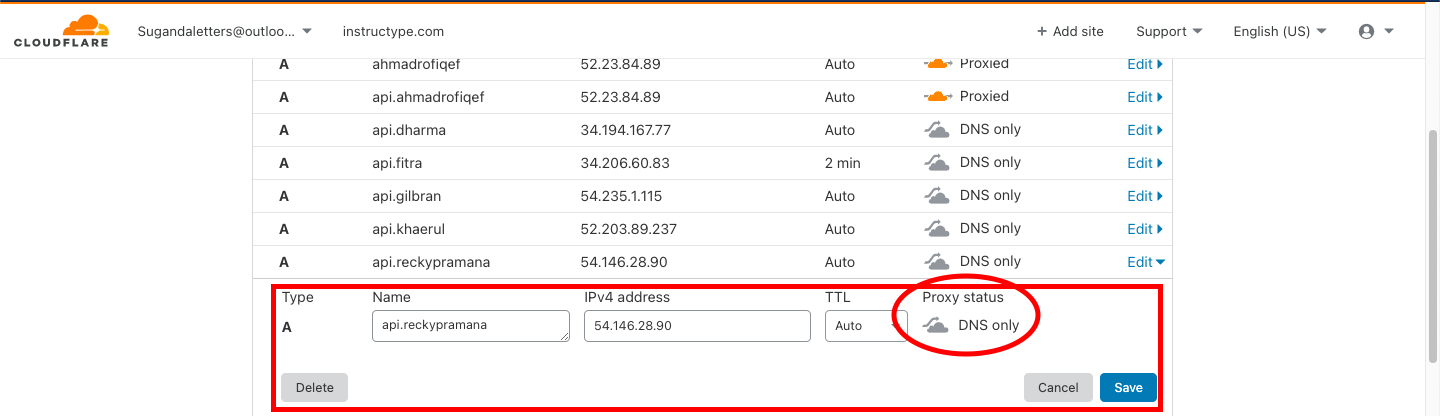 CLOUDFLARE Sugandaletters@outloo... instructype.com + Add site Support English (US)
A ahmadrofiqef 52.23.84.89 Auto Proxied Edit
A api.ahmadrofiqef 52.23.84.89 Auto Proxied Edit
A api.dharma 34.194.167.77 Auto DNS only Edit
A api.fitra 34.206.60.83 2 min DNS only Edit
A api.gilbran 54.235.1.115 Auto DNS only Edit
A api.khaerul 52.203.89.237 Auto DNS only Edit
A api.reckypramana 54.146.28.90 Auto DNS only Edit
Type Name IPv4 address TTL Proxy status
A api.reckypramana 54.146.28.90 Auto DNS only
Delete Cancel Save